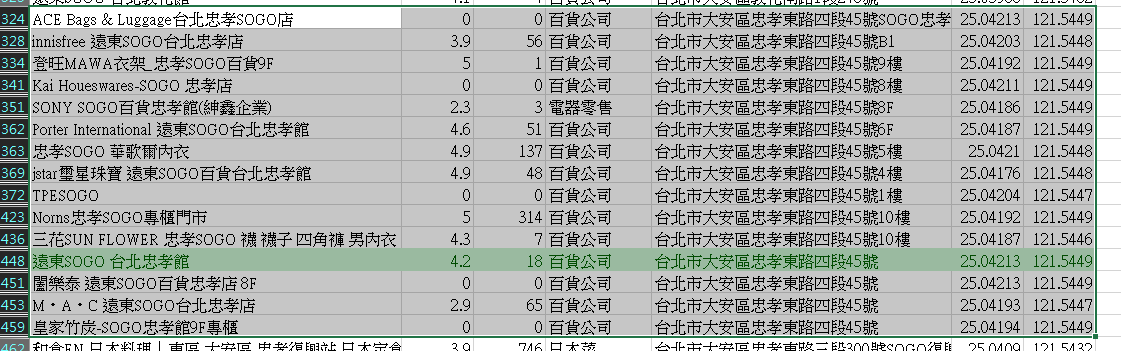 324 ACE Bags & Luggage台北忠孝SOGO店 0 0 百貨公司 台北市大安區忠孝東路四段45號SOGO忠孝 25.04213 121.5449
328 innisfree 遠東SOGO台北忠孝店 3.9 56 百貨公司 台北市大安區忠孝東路四段45號B1 25.04203 121.5448
334 登旺MAWA衣架_忠孝SOGO百貨9F 5 1 百貨公司 台北市大安區忠孝東路四段45號9樓 25.04192 121.5449
341 Kai Houeswares-SOGO 忠孝店 0 0 百貨公司 台北市大安區忠孝東路四段45號8樓 25.04211 121.5449
351 SONY SOGO百貨忠孝館(紳鑫企業) 2.3 3 電器零售 台北市大安區忠孝東路四段45號8F 25.04186 121.5449
362 Porter International 遠東SOGO台北忠孝館 4.6 51 百貨公司 台北市大安區忠孝東路四段45號6F 25.04187 121.5449
363 忠孝SOGO 華歌爾內衣 4.9 137 百貨公司 台北市大安區忠孝東路四段45號5樓 25.0421 121.5448
369 jstar璽星珠寶 遠東SOGO百貨台北忠孝館 4.9 48 百貨公司 台北市大安區忠孝東路四段45號4樓 25.04176 121.5448
372 TPESOGO 0 0 百貨公司 台北市大安區忠孝東路四段45號1樓 25.04204 121.5447
423 Norns忠孝SOGO專櫃門市 5 314 百貨公司 台北市大安區忠孝東路四段45號10樓 25.04192 121.5449
436 三花SUN FLOWER 忠孝SOGO 襪 襪子 四角褲 男內衣 4.3 7 百貨公司 台北市大安區忠孝東路四段45號10樓 25.04187 121.5446
448 遠東SOGO 台北忠孝館 4.2 18 百貨公司 台北市大安區忠孝東路四段45號 25.04213 121.5449
451 闔樂泰 遠東SOGO百貨忠孝店 8F 0 0 百貨公司 台北市大安區忠孝東路四段45號 25.04213 121.5449
453 M·A·C 遠東SOGO台北忠孝店 2.9 65 百貨公司 台北市大安區忠孝東路四段45號 25.04193 121.5447
459 皇家竹炭-SOGO忠孝館9F專櫃 0 0 百貨公司 台北市大安區忠孝東路四段45號 25.04194 121.5449